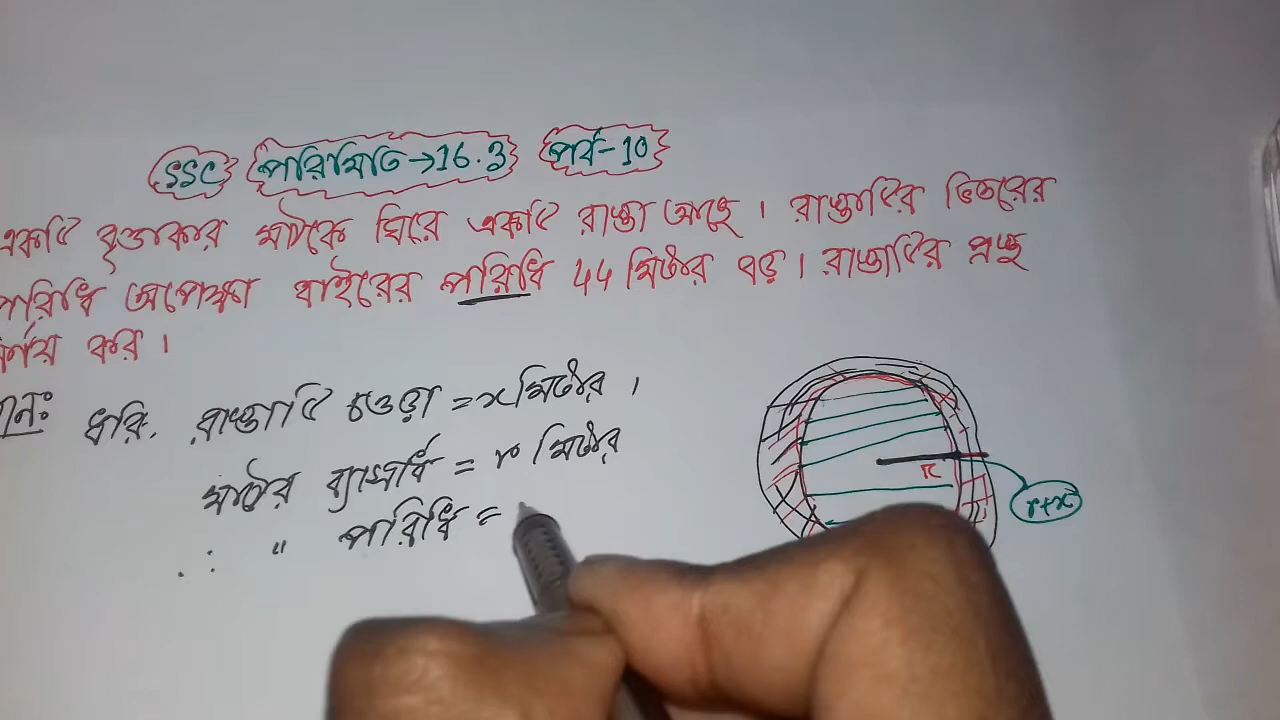 SSC পরিমিতি→16.3 পর্ব-10
একটি বৃত্তাকার মাঠকে ঘিরে একটি রাস্তা আছে। রাস্তাটির ভিতরের
পরিধি অপেক্ষা বাইরের পরিধি 44 মিটার বড়। রাস্তাটির প্রস্থ
নির্ণয় কর।
ধরি, রাস্তাটি চওড়া = x মিটার।
মাঠের ব্যাসার্ধ = r মিটার
∴ " পরিধি =
r
r+x